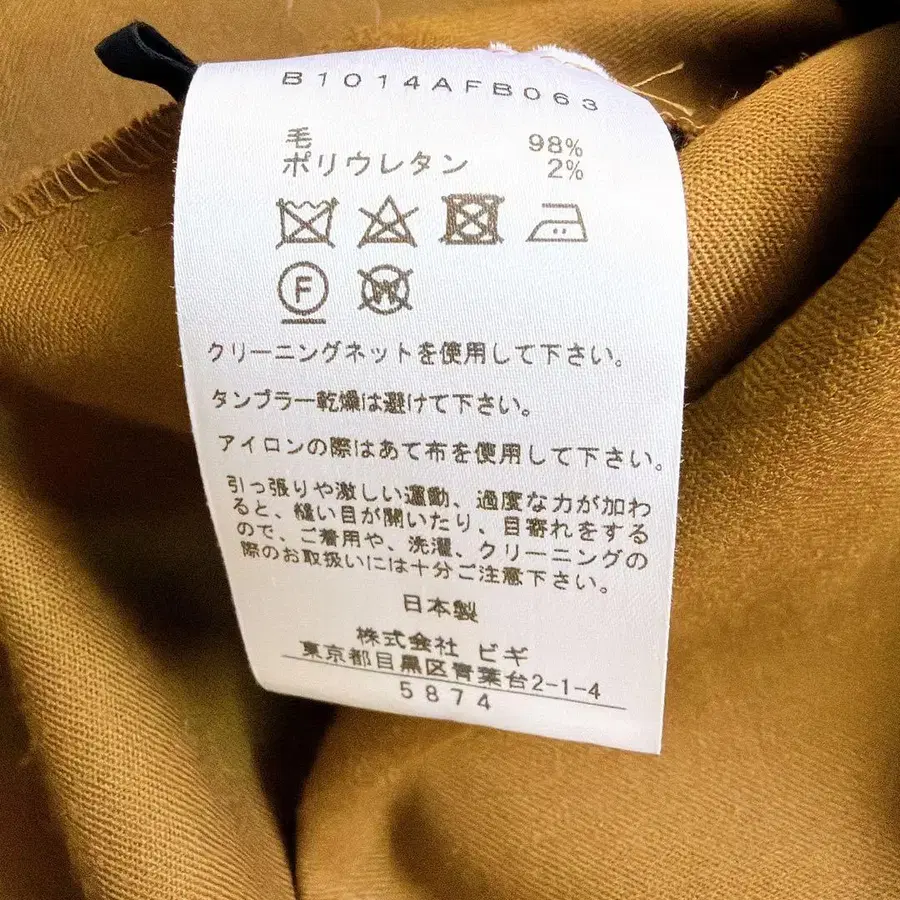 B1014AFB063
毛 98%
ポリウレタン 2%
F
W
クリーニングネットを使用して下さい。
タンブラー乾燥は避けて下さい。
アイロンの際はあて布を使用して下さい。
引っ張りや激しい運動、過度な力が加わ
ると、縫い目が開いたり、目寄れをする
ので、ご着用や、洗濯、クリーニングの
際のお取扱いには十分ご注意下さい。
日本製
株式会社 ビギ
東京都目黒区青葉台2-1-4
5874